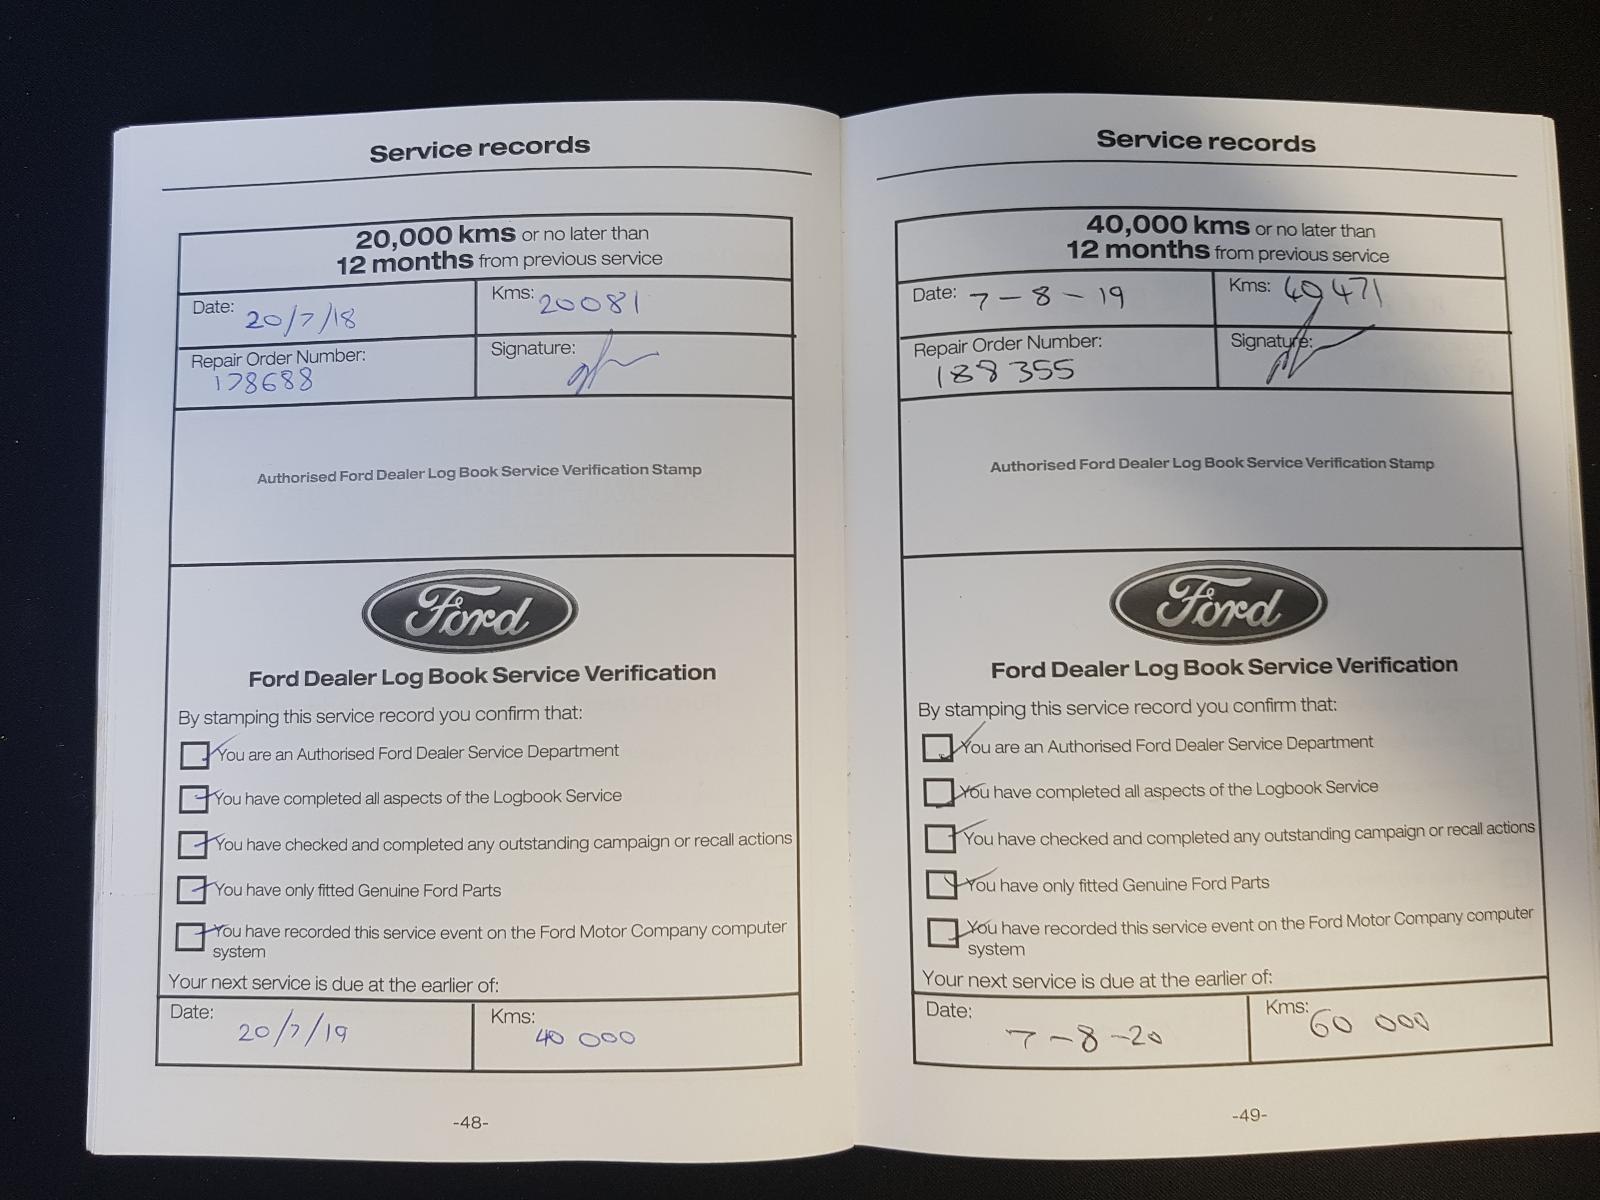 Service records
20,000 kms or no later than
12 months from previous service
Date: 20/7/18
Kms: 20081
Repair Order Number:
178688
Signature:
Authorised Ford Dealer Log Book Service Verification Stamp
Ford
Ford Dealer Log Book Service Verification
By stamping this service record you confirm that:
You are an Authorised Ford Dealer Service Department
You have completed all aspects of the Logbook Service
You have checked and completed any outstanding campaign or recall actions
You have only fitted Genuine Ford Parts
You have recorded this service event on the Ford Motor Company computer
system
Your next service is due at the earlier of:
Date: 20/7/19
Kms: 40 000
-48-
Service records
40,000 kms or no later than
12 months from previous service
Date: 7-8-19
Kms: 49471
Repair Order Number:
188355
Signature:
Authorised Ford Dealer Log Book Service Verification Stamp
Ford
Ford Dealer Log Book Service Verification
By stamping this service record you confirm that:
You are an Authorised Ford Dealer Service Department
You have completed all aspects of the Logbook Service
You have checked and completed any outstanding campaign or recall actions
You have only fitted Genuine Ford Parts
You have recorded this service event on the Ford Motor Company computer
system
Your next service is due at the earlier of:
Date: 7-8-20
Kms: 60 000
-49-